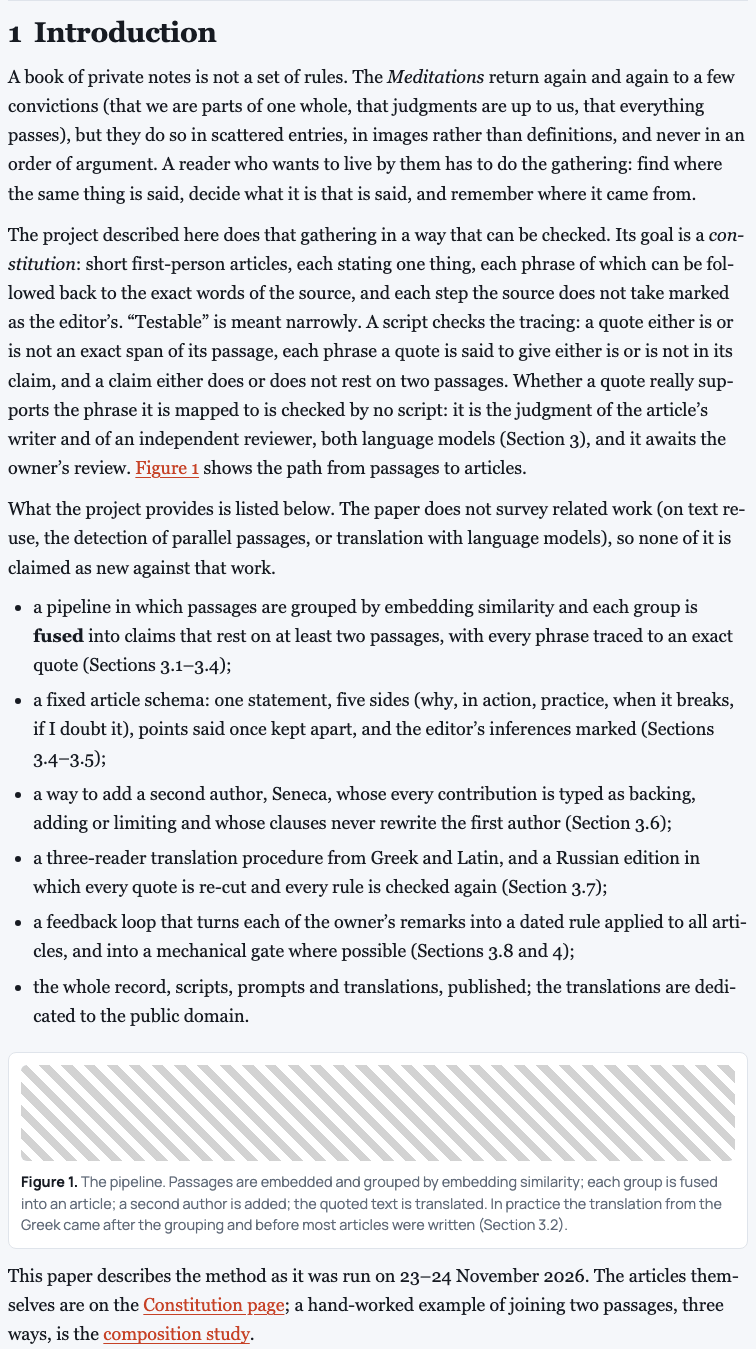 1 Introduction
A book of private notes is not a set of rules. The Meditations return again and again to a few
convictions (that we are parts of one whole, that judgments are up to us, that everything
passes), but they do so in scattered entries, in images rather than definitions, and never in an
order of argument. A reader who wants to live by them has to do the gathering: find where
the same thing is said, decide what it is that is said, and remember where it came from.
The project described here does that gathering in a way that can be checked. Its goal is a con-
stitution: short first-person articles, each stating one thing, each phrase of which can be fol-
lowed back to the exact words of the source, and each step the source does not take marked
as the editor’s. “Testable” is meant narrowly. A script checks the tracing: a quote either is or
is not an exact span of its passage, each phrase a quote is said to give either is or is not in its
claim, and a claim either does or does not rest on two passages. Whether a quote really sup-
ports the phrase it is mapped to is checked by no script: it is the judgment of the article’s
writer and of an independent reviewer, both language models (Section 3), and it awaits the
owner’s review. Figure 1 shows the path from passages to articles.
What the project provides is listed below. The paper does not survey related work (on text re-
use, the detection of parallel passages, or translation with language models), so none of it is
claimed as new against that work.
• a pipeline in which passages are grouped by embedding similarity and each group is
fused into claims that rest on at least two passages, with every phrase traced to an exact
quote (Sections 3.1–3.4);
• a fixed article schema: one statement, five sides (why, in action, practice, when it breaks,
if I doubt it), points said once kept apart, and the editor’s inferences marked (Sections
3.4–3.5);
• a way to add a second author, Seneca, whose every contribution is typed as backing,
adding or limiting and whose clauses never rewrite the first author (Section 3.6);
• a three-reader translation procedure from Greek and Latin, and a Russian edition in
which every quote is re-cut and every rule is checked again (Section 3.7);
• a feedback loop that turns each of the owner’s remarks into a dated rule applied to all arti-
cles, and into a mechanical gate where possible (Sections 3.8 and 4);
• the whole record, scripts, prompts and translations, published; the translations are dedi-
cated to the public domain.
Figure 1. The pipeline. Passages are embedded and grouped by embedding similarity; each group is fused
into an article; a second author is added; the quoted text is translated. In practice the translation from the
Greek came after the grouping and before most articles were written (Section 3.2).
This paper describes the method as it was run on 23–24 November 2026. The articles them-
selves are on the Constitution page; a hand-worked example of joining two passages, three
ways, is the composition study.